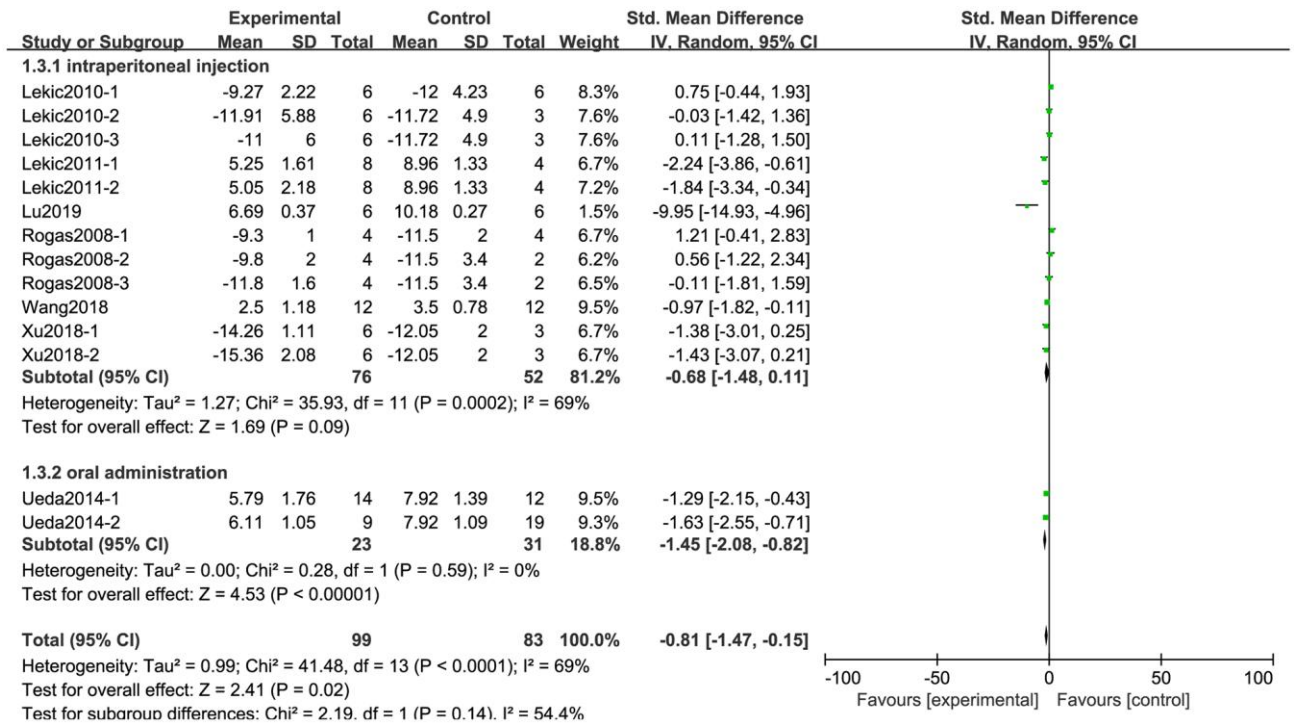 Experimental Control Std. Mean Difference Std. Mean Difference
Study or Subgroup Mean SD Total Mean SD Total Weight IV, Random, 95% CI IV, Random, 95% CI
1.3.1 intraperitoneal injection
Lekic2010-1 -9.27 2.22 6 -12 4.23 6 8.3% 0.75 [-0.44, 1.93]
Lekic2010-2 -11.91 5.88 6 -11.72 4.9 3 7.6% -0.03 [-1.42, 1.36]
Lekic2010-3 -11 6 6 -11.72 4.9 3 7.6% 0.11 [-1.28, 1.50]
Lekic2011-1 5.25 1.61 8 8.96 1.33 4 6.7% -2.24 [-3.86, -0.61]
Lekic2011-2 5.05 2.18 8 8.96 1.33 4 7.2% -1.84 [-3.34, -0.34]
Lu2019 6.69 0.37 6 10.18 0.27 6 1.5% -9.95 [-14.93, -4.96]
Rogas2008-1 -9.3 1 4 -11.5 2 4 6.7% 1.21 [-0.41, 2.83]
Rogas2008-2 -9.8 2 4 -11.5 3.4 2 6.2% 0.56 [-1.22, 2.34]
Rogas2008-3 -11.8 1.6 4 -11.5 3.4 2 6.5% -0.11 [-1.81, 1.59]
Wang2018 2.5 1.18 12 3.5 0.78 12 9.5% -0.97 [-1.82, -0.11]
Xu2018-1 -14.26 1.11 6 -12.05 2 3 6.7% -1.38 [-3.01, 0.25]
Xu2018-2 -15.36 2.08 6 -12.05 2 3 6.7% -1.43 [-3.07, 0.21]
Subtotal (95% CI) 76 52 81.2% -0.68 [-1.48, 0.11]
Heterogeneity: Tau² = 1.27; Chi² = 35.93, df = 11 (P = 0.0002); I² = 69%
Test for overall effect: Z = 1.69 (P = 0.09)
1.3.2 oral administration
Ueda2014-1 5.79 1.76 14 7.92 1.39 12 9.5% -1.29 [-2.15, -0.43]
Ueda2014-2 6.11 1.05 9 7.92 1.09 19 9.3% -1.63 [-2.55, -0.71]
Subtotal (95% CI) 23 31 18.8% -1.45 [-2.08, -0.82]
Heterogeneity: Tau² = 0.00; Chi² = 0.28, df = 1 (P = 0.59); I² = 0%
Test for overall effect: Z = 4.53 (P < 0.00001)
Total (95% CI) 99 83 100.0% -0.81 [-1.47, -0.15]
Heterogeneity: Tau² = 0.99; Chi² = 41.48, df = 13 (P < 0.0001); I² = 69%
Test for overall effect: Z = 2.41 (P = 0.02)
Test for subgroup differences: Chi² = 2.19, df = 1 (P = 0.14), I² = 54.4%
-100 -50 0 50 100
Favours [experimental] Favours [control]